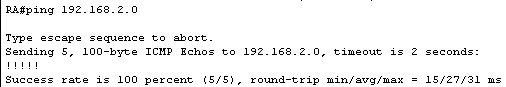 RA#ping 192.168.2.0
Type escape sequence to abort.
Sending 5, 100-byte ICMP Echos to 192.168.2.0, timeout is 2 seconds:
!!!!!
Success rate is 100 percent (5/5), round-trip min/avg/max = 15/27/31 ms